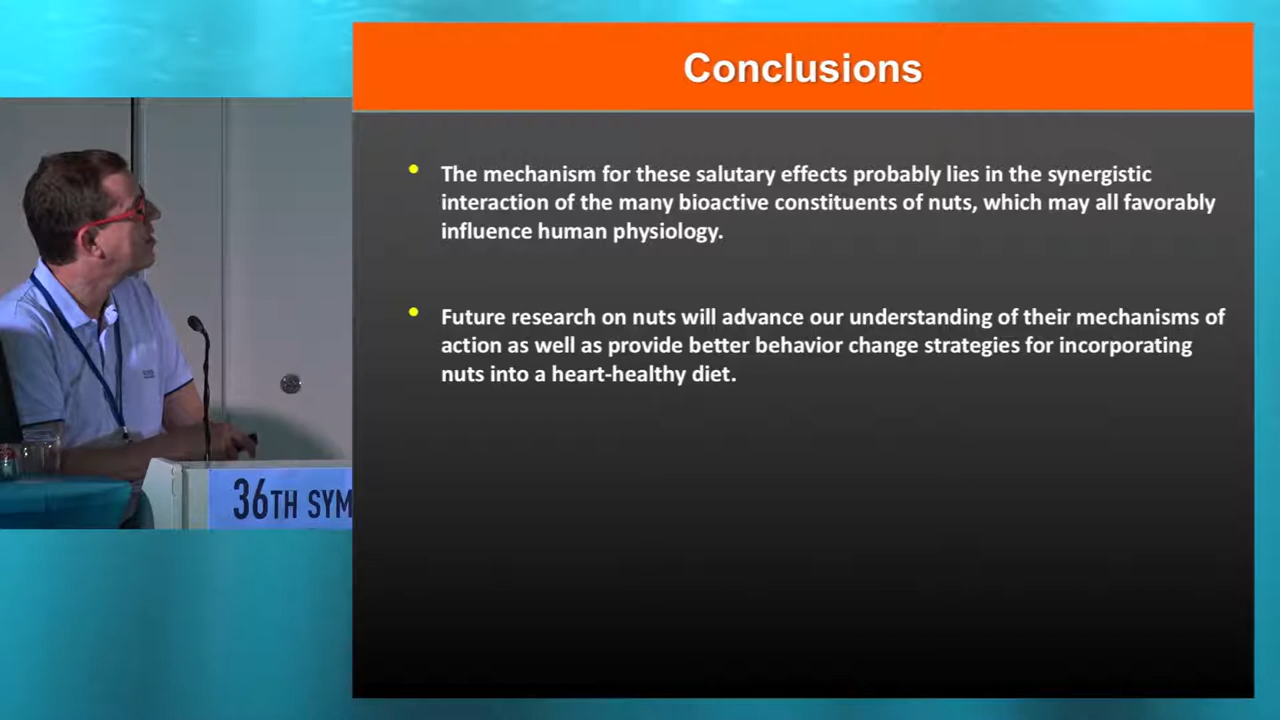 Conclusions
The mechanism for these salutary effects probably lies in the synergistic
interaction of the many bioactive constituents of nuts, which may all favorably
influence human physiology.
Future research on nuts will advance our understanding of their mechanisms of
action as well as provide better behavior change strategies for incorporating
nuts into a heart-healthy diet.
36TH SYM